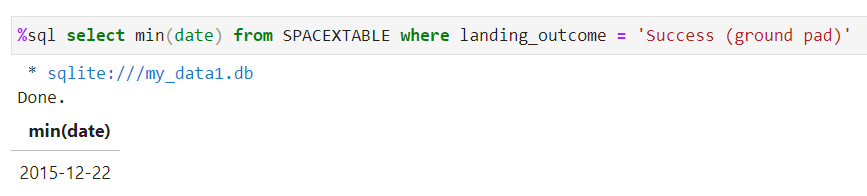 %sql select min(date) from SPACEXTABLE where landing_outcome = 'Success (ground pad)'
* sqlite:///my_data1.db
Done.
min(date)
2015-12-22